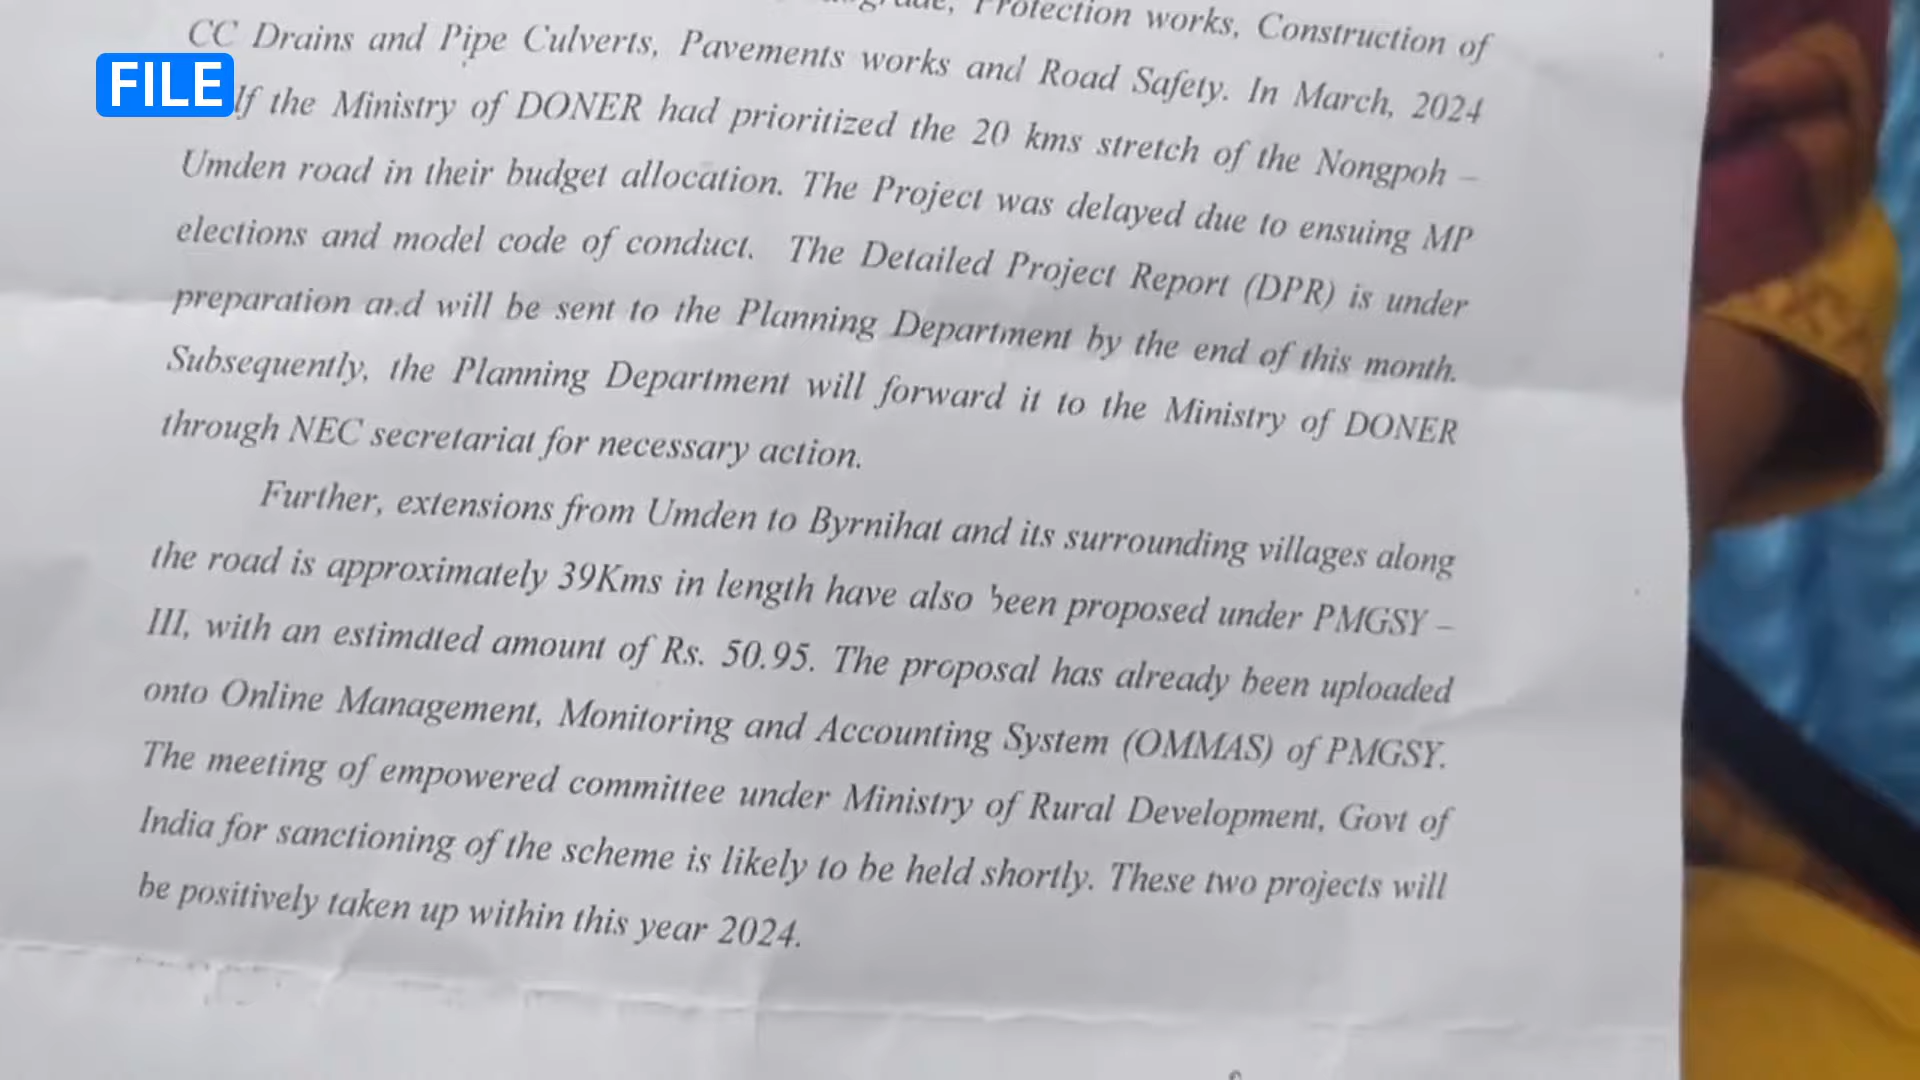 Protection works, Construction of
CC Drains and Pipe Culverts, Pavements works and Road Safety. In March, 2024
FILE
lf the Ministry of DONER had prioritized the 20 kms stretch of the Nongpoh –
Umden road in their budget allocation. The Project was delayed due to ensuing MP
elections and model code of conduct. The Detailed Project Report (DPR) is under
preparation and will be sent to the Planning Department by the end of this month.
Subsequently, the Planning Department will forward it to the Ministry of DONER
through NEC secretariat for necessary action.
Further, extensions from Umden to Byrnihat and its surrounding villages along
the road is approximately 39Kms in length have also been proposed under PMGSY –
III, with an estimated amount of Rs. 50.95. The proposal has already been uploaded
onto Online Management, Monitoring and Accounting System (OMMAS) of PMGSY.
The meeting of empowered committee under Ministry of Rural Development, Govt of
India for sanctioning of the scheme is likely to be held shortly. These two projects will
be positively taken up within this year 2024.